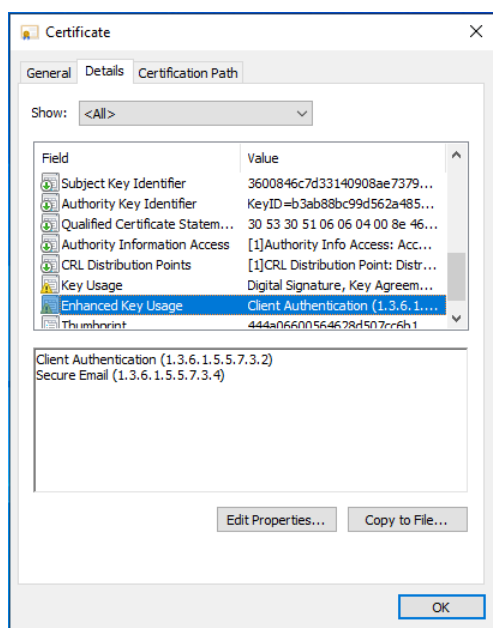 Certificate
General Details Certification Path
Show: <All>
Field Value
Subject Key Identifier 3600846c7d33140908ae7379...
Authority Key Identifier KeyID=b3ab88bc99d562a485...
Qualified Certificate Statem... 30 53 30 51 06 06 04 00 8e 46...
Authority Information Access [1]Authority Info Access: Acc...
CRL Distribution Points [1]CRL Distribution Point: Distr...
Key Usage Digital Signature, Key Agreem...
Enhanced Key Usage Client Authentication (1.3.6.1....
Thumbprint 444a06600564628d507cc6b1
Client Authentication (1.3.6.1.5.5.7.3.2)
Secure Email (1.3.6.1.5.5.7.3.4)
Edit Properties... Copy to File...
OK